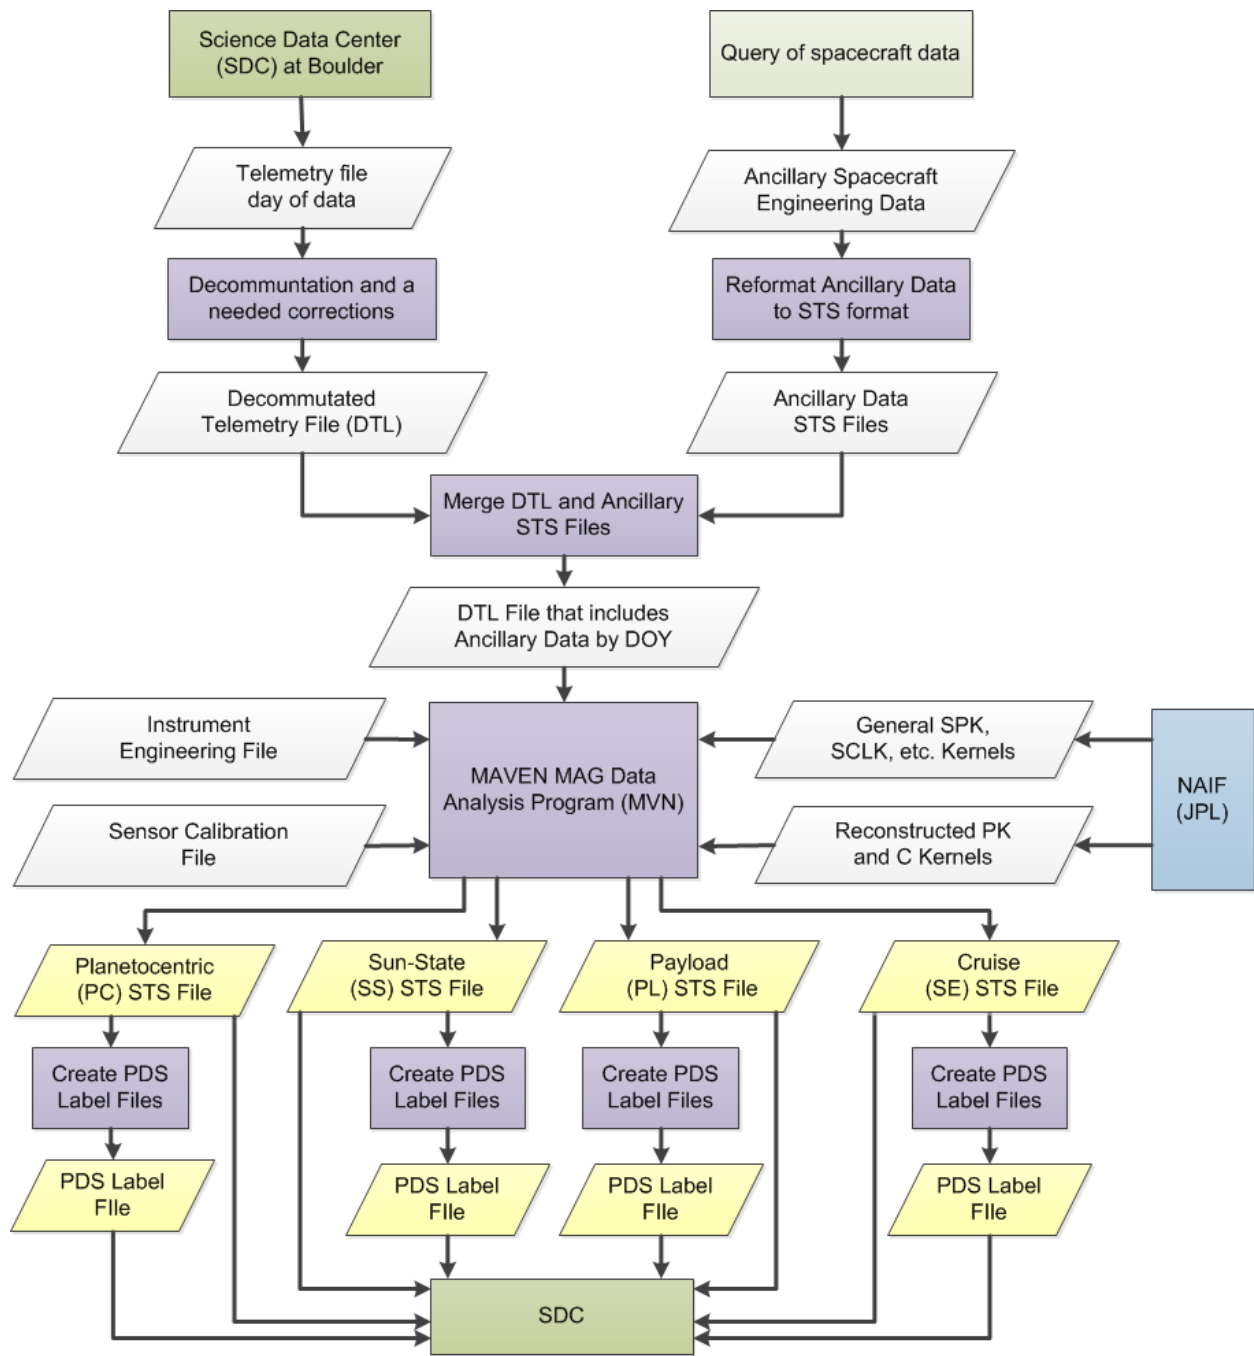 Science Data Center
(SDC) at Boulder
Query of spacecraft data
Telemetry file
day of data
Ancillary Spacecraft
Engineering Data
Decommuntation and a
needed corrections
Reformat Ancillary Data
to STS format
Decommutated
Telemetry File (DTL)
Ancillary Data
STS Files
Merge DTL and Ancillary
STS Files
DTL File that includes
Ancillary Data by DOY
Instrument
Engineering File
MAVEN MAG Data
Analysis Program (MVN)
General SPK,
SCLK, etc. Kernels
NAIF
(JPL)
Sensor Calibration
File
Reconstructed PK
and C Kernels
Planetocentric
(PC) STS File
Sun-State
(SS) STS File
Payload
(PL) STS File
Cruise
(SE) STS File
Create PDS
Label Files
Create PDS
Label Files
Create PDS
Label Files
Create PDS
Label Files
PDS Label
FIle
PDS Label
FIle
PDS Label
FIle
PDS Label
FIle
SDC